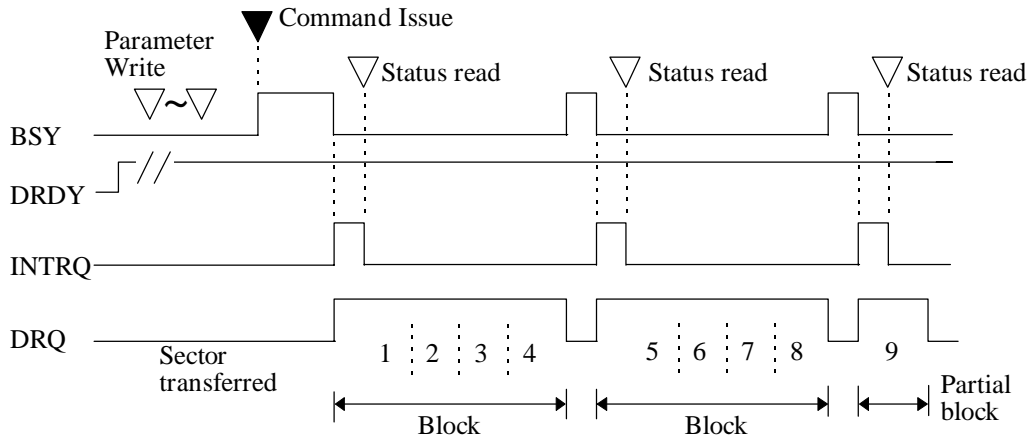 Command Issue
Parameter
Write
Status read
Status read
Status read
~
BSY
DRDY
INTRQ
DRQ
1 2 3 4
5 6 7 8
9
Sector
transferred
Block
Block
Partial
block